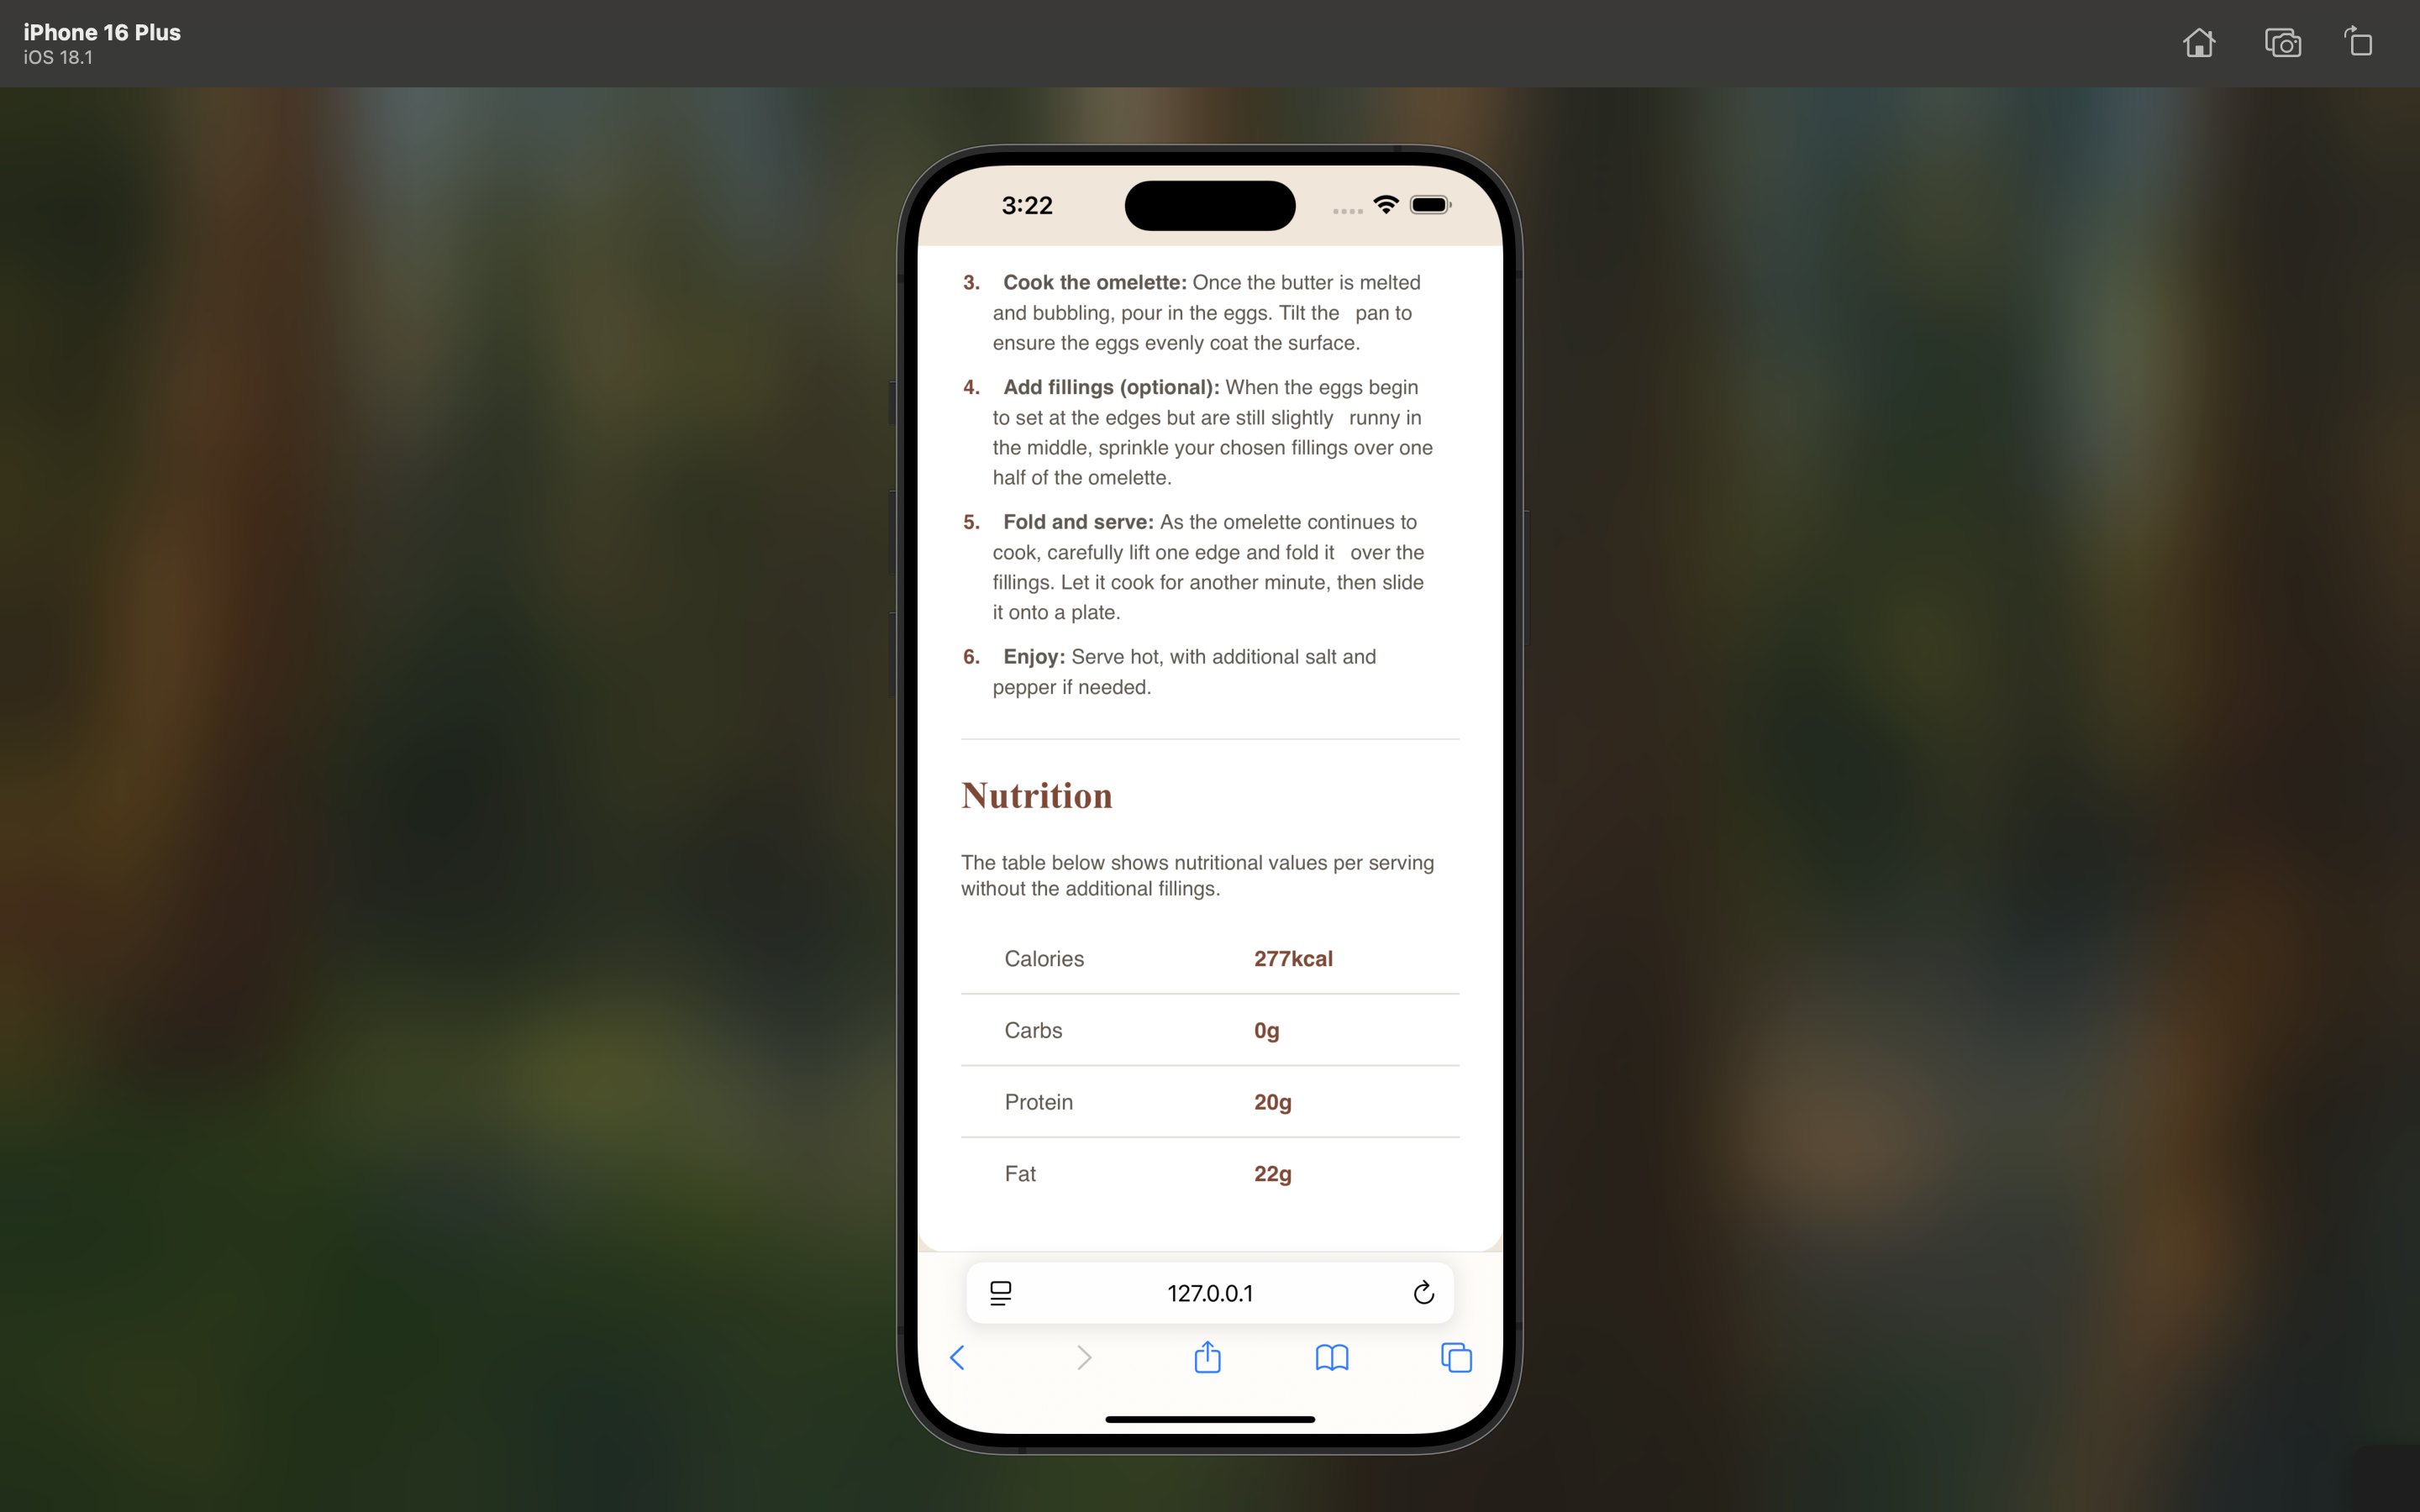 iPhone 16 Plus
iOS 18.1
3:22
3. Cook the omelette: Once the butter is melted
and bubbling, pour in the eggs. Tilt the   pan to
ensure the eggs evenly coat the surface.
4. Add fillings (optional): When the eggs begin
to set at the edges but are still slightly   runny in
the middle, sprinkle your chosen fillings over one
half of the omelette.
5. Fold and serve: As the omelette continues to
cook, carefully lift one edge and fold it   over the
fillings. Let it cook for another minute, then slide
it onto a plate.
6. Enjoy: Serve hot, with additional salt and
pepper if needed.
Nutrition
The table below shows nutritional values per serving
without the additional fillings.
Calories 277kcal
Carbs 0g
Protein 20g
Fat 22g
127.0.0.1